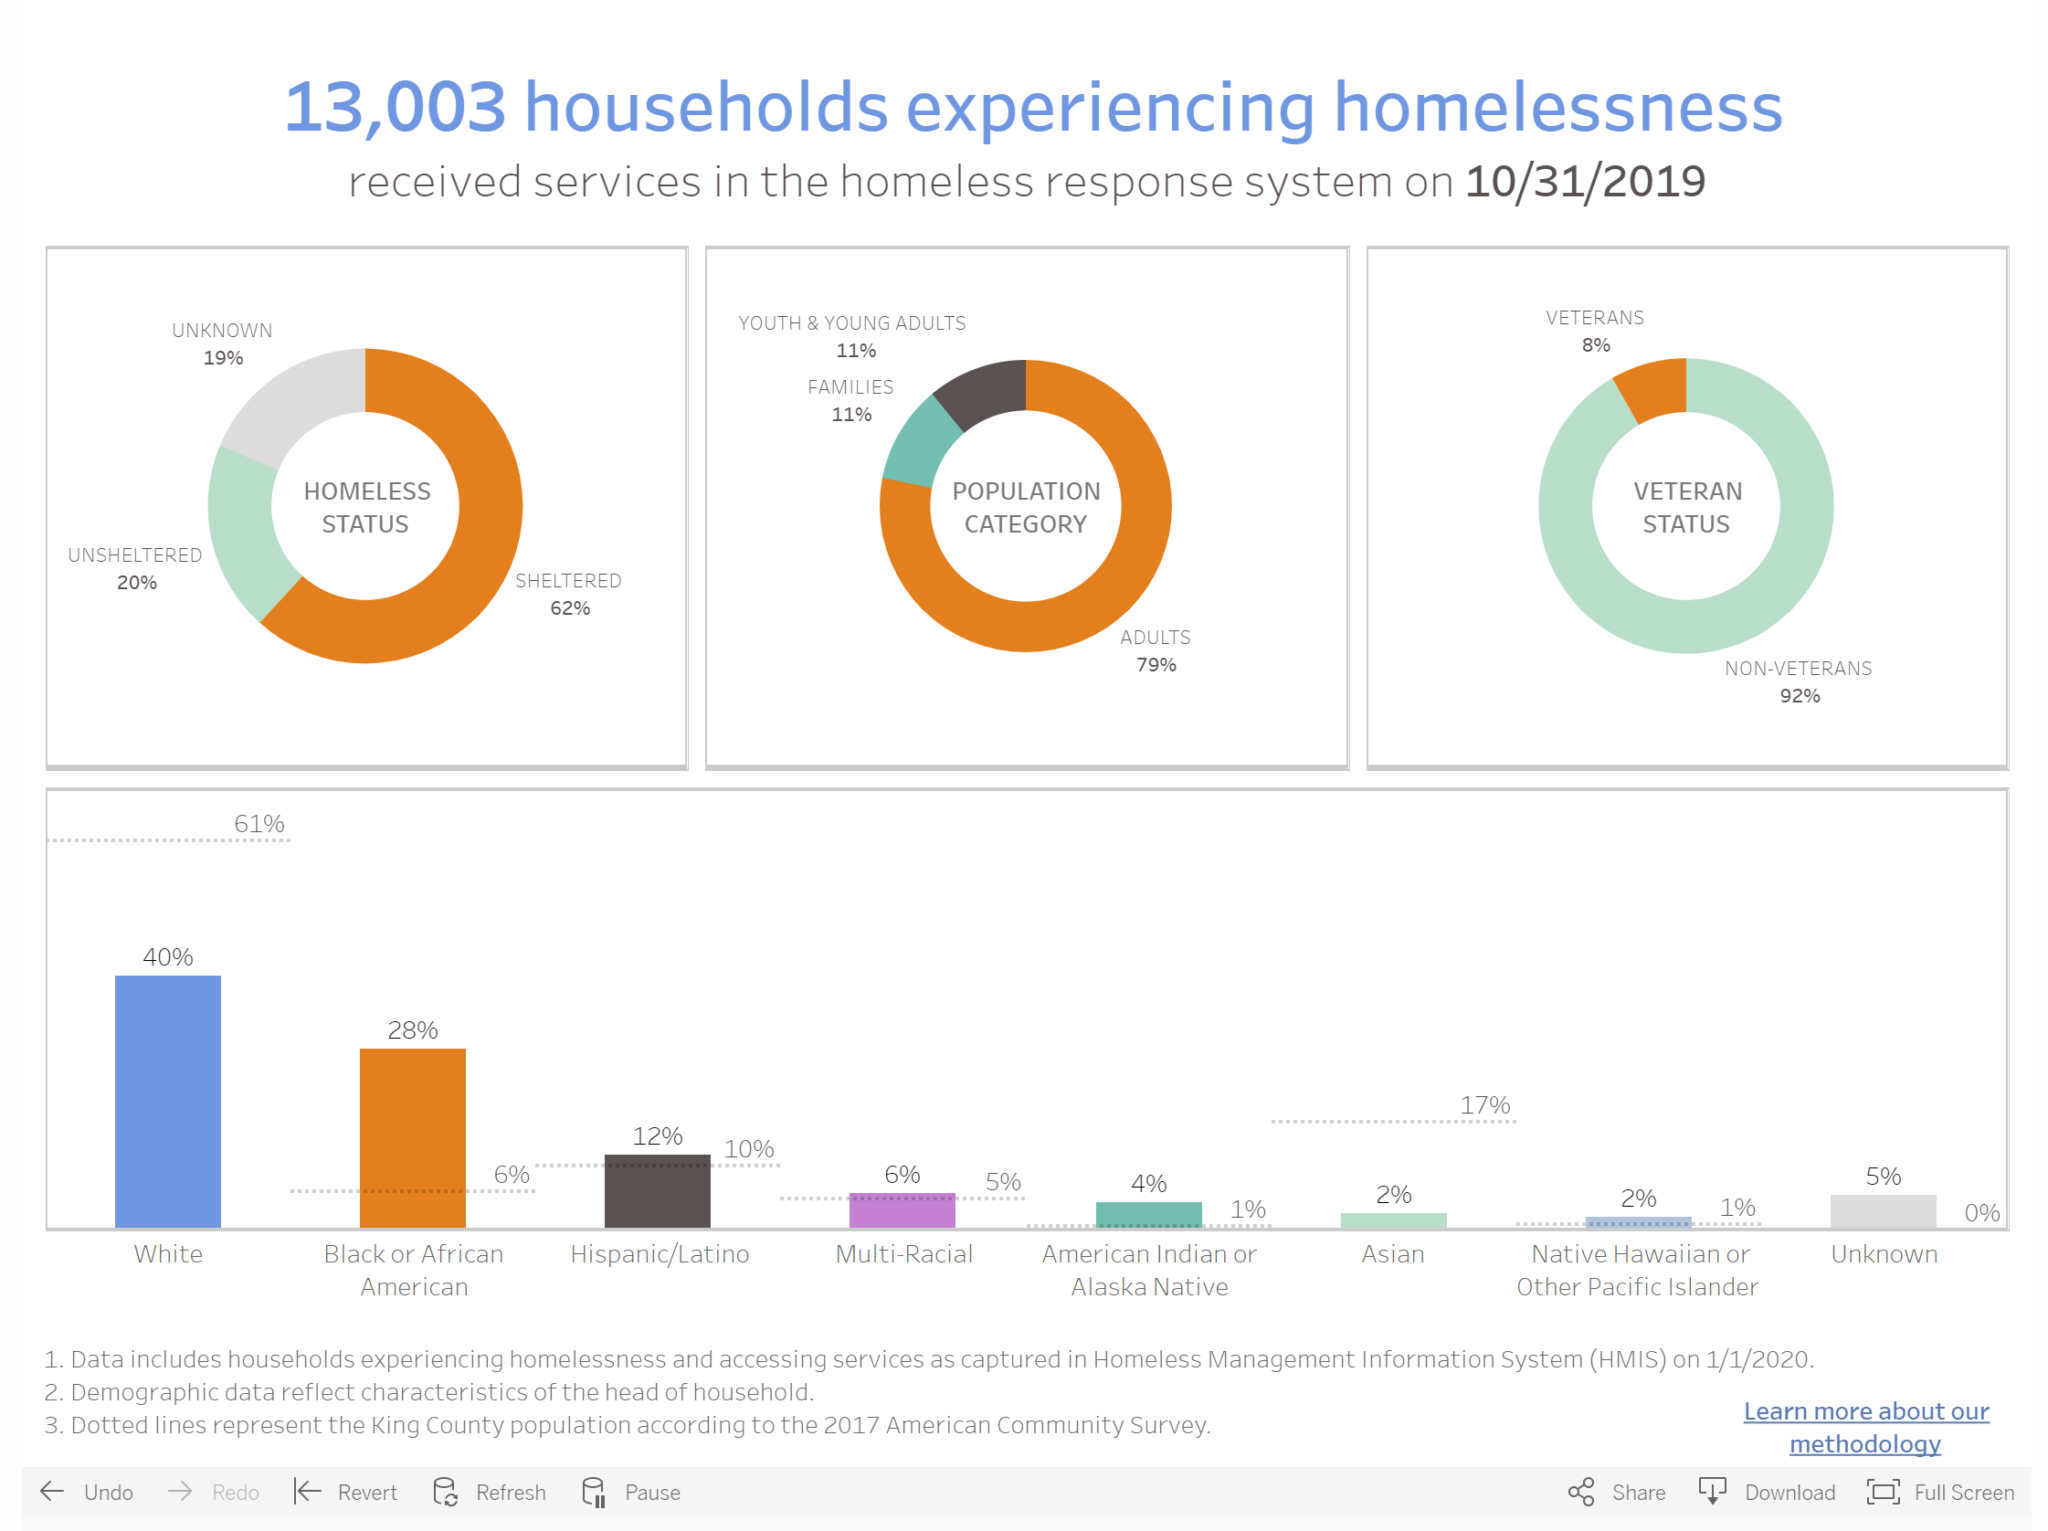 13,003 households experiencing homelessness
received services in the homeless response system on 10/31/2019
UNKNOWN
19%
UNSHELTERED
20%
HOMELESS
STATUS
SHELTERED
62%
YOUTH & YOUNG ADULTS
11%
FAMILIES
11%
POPULATION
CATEGORY
ADULTS
79%
VETERANS
8%
VETERAN
STATUS
NON-VETERANS
92%
61%
40%
28%
6%
12%
10%
6%
5%
4%
1%
17%
2%
2%
1%
5%
0%
White
Black or African
American
Hispanic/Latino
Multi-Racial
American Indian or
Alaska Native
Asian
Native Hawaiian or
Other Pacific Islander
Unknown
1. Data includes households experiencing homelessness and accessing services as captured in Homeless Management Information System (HMIS) on 1/1/2020.
2. Demographic data reflect characteristics of the head of household.
3. Dotted lines represent the King County population according to the 2017 American Community Survey.
Learn more about our
methodology
Undo Redo Revert Refresh Pause Share Download Full Screen